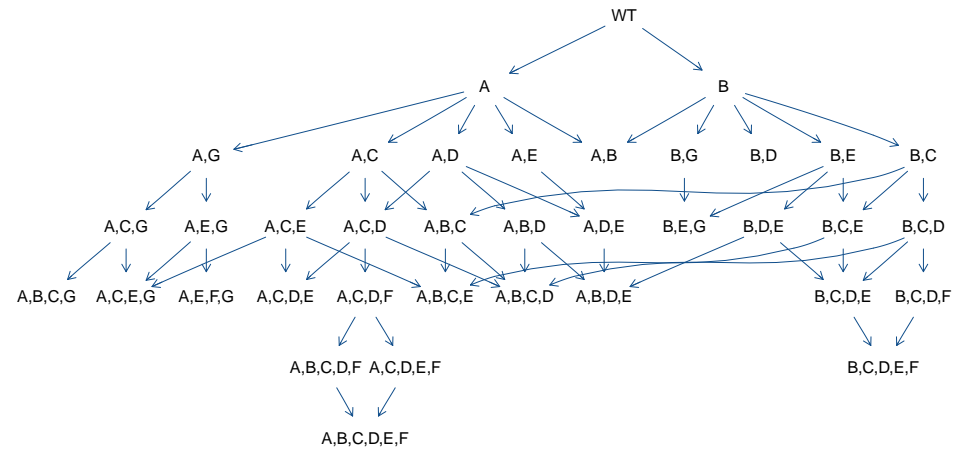 WT
A B
A,G A,C A,D A,E A,B B,G B,D B,E B,C
A,C,G A,E,G A,C,E A,C,D A,B,C A,B,D A,D,E B,E,G B,D,E B,C,E B,C,D
A,B,C,G A,C,E,G A,E,F,G A,C,D,E A,C,D,F A,B,C,E A,B,C,D A,B,D,E B,C,D,E B,C,D,F
A,B,C,D,F A,C,D,E,F B,C,D,E,F
A,B,C,D,E,F